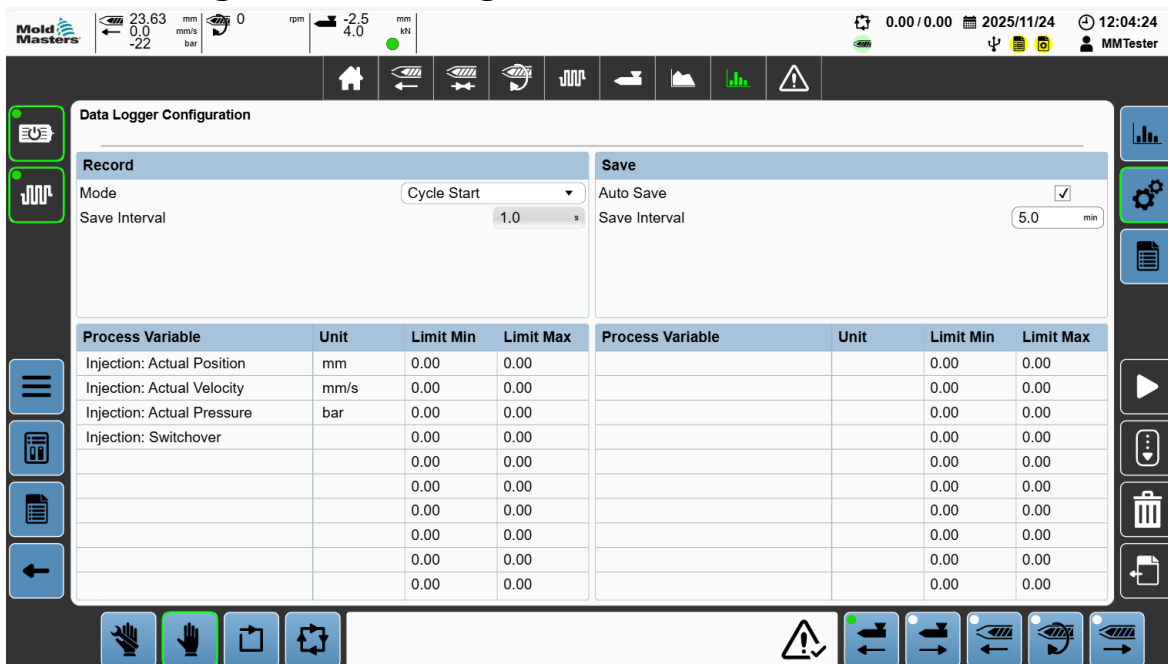 Mold Masters
23.63 mm
0.0 mm/s
-22 bar
0 rpm
-2.5 mm
4.0 kN
0.00 / 0.00
2025/11/24
12:04:24
MMTester
Data Logger Configuration
Record
Mode Cycle Start
Save Interval 1.0 s
Save
Auto Save
Save Interval 5.0 min
Process Variable Unit Limit Min Limit Max Process Variable Unit Limit Min Limit Max
Injection: Actual Position mm 0.00 0.00 0.00 0.00
Injection: Actual Velocity mm/s 0.00 0.00 0.00 0.00
Injection: Actual Pressure bar 0.00 0.00 0.00 0.00
Injection: Switchover 0.00 0.00 0.00 0.00
0.00 0.00 0.00 0.00
0.00 0.00 0.00 0.00
0.00 0.00 0.00 0.00
0.00 0.00 0.00 0.00
0.00 0.00 0.00 0.00
0.00 0.00 0.00 0.00